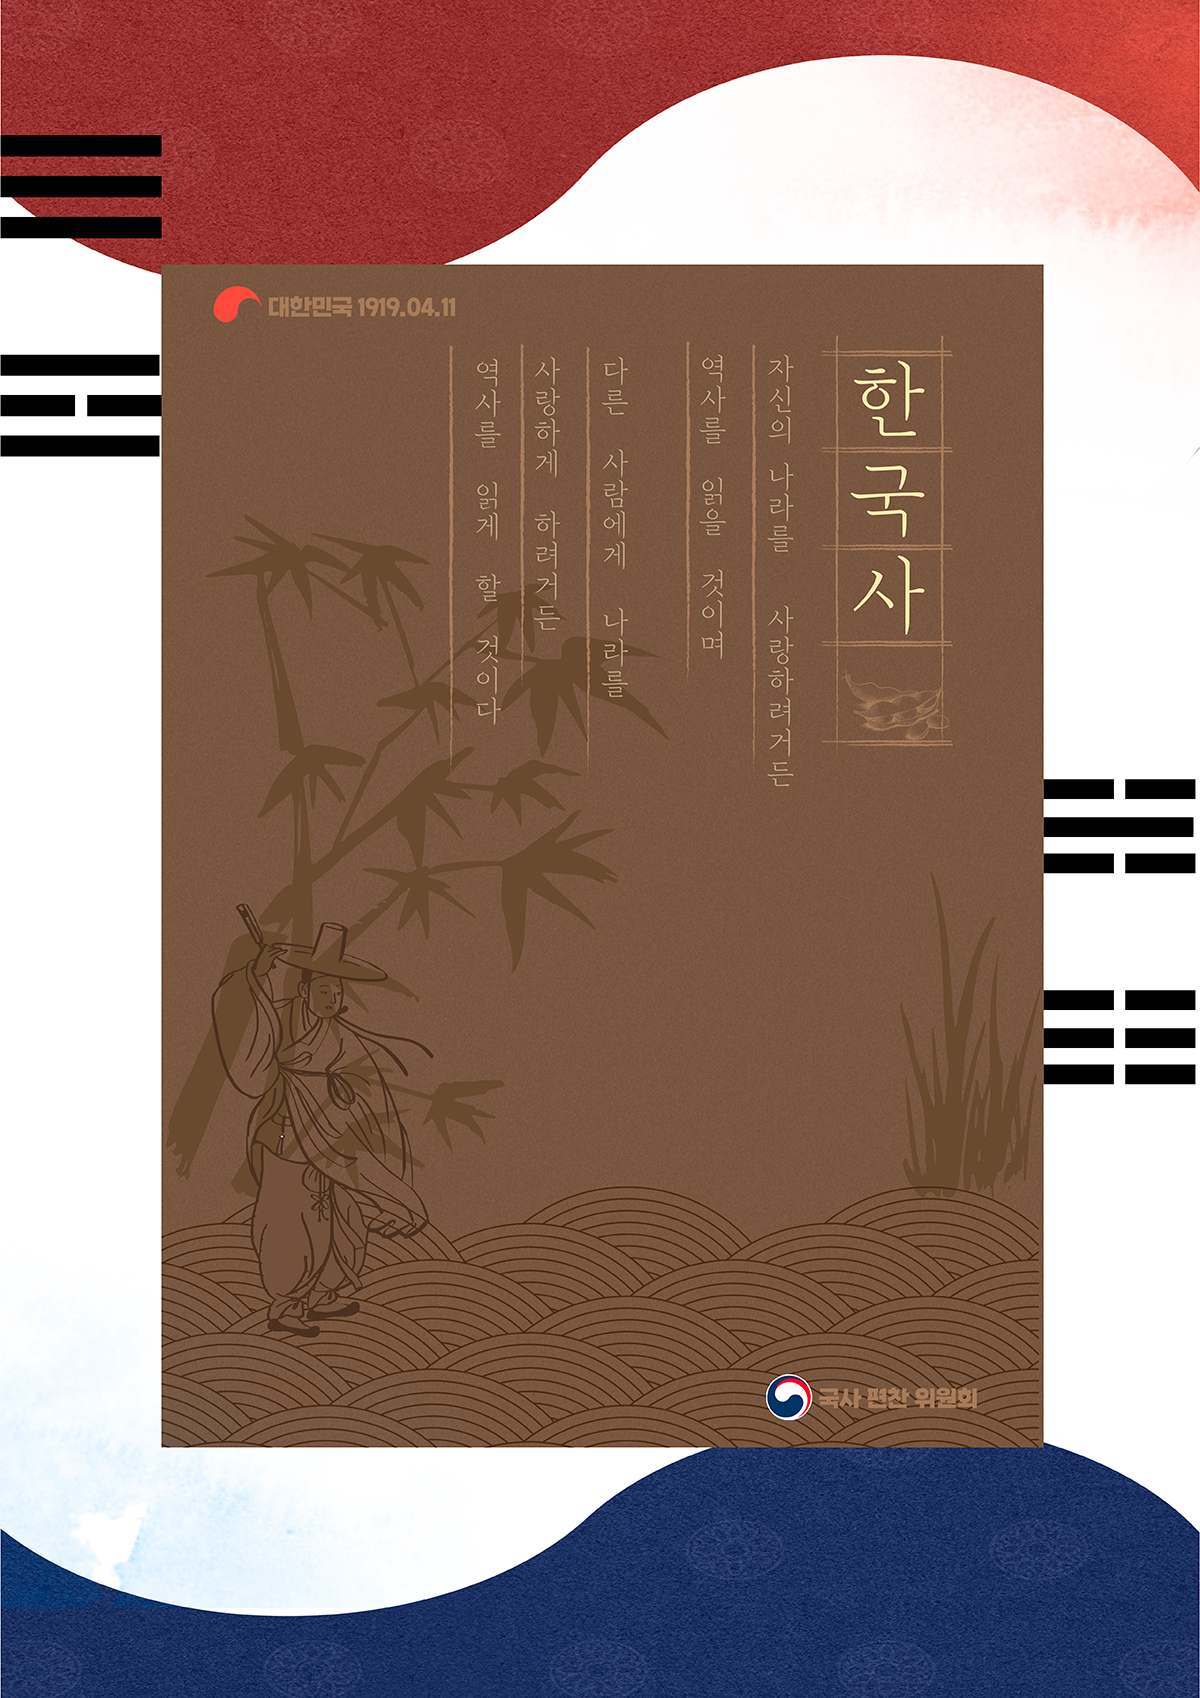 대한민국 1919.04.11
한국사
자신의 나라를 사랑하려거든
역사를 읽을 것이며
다른 사람에게 나라를
사랑하게 하려거든
역사를 읽게 할 것이다
국사 편찬 위원회